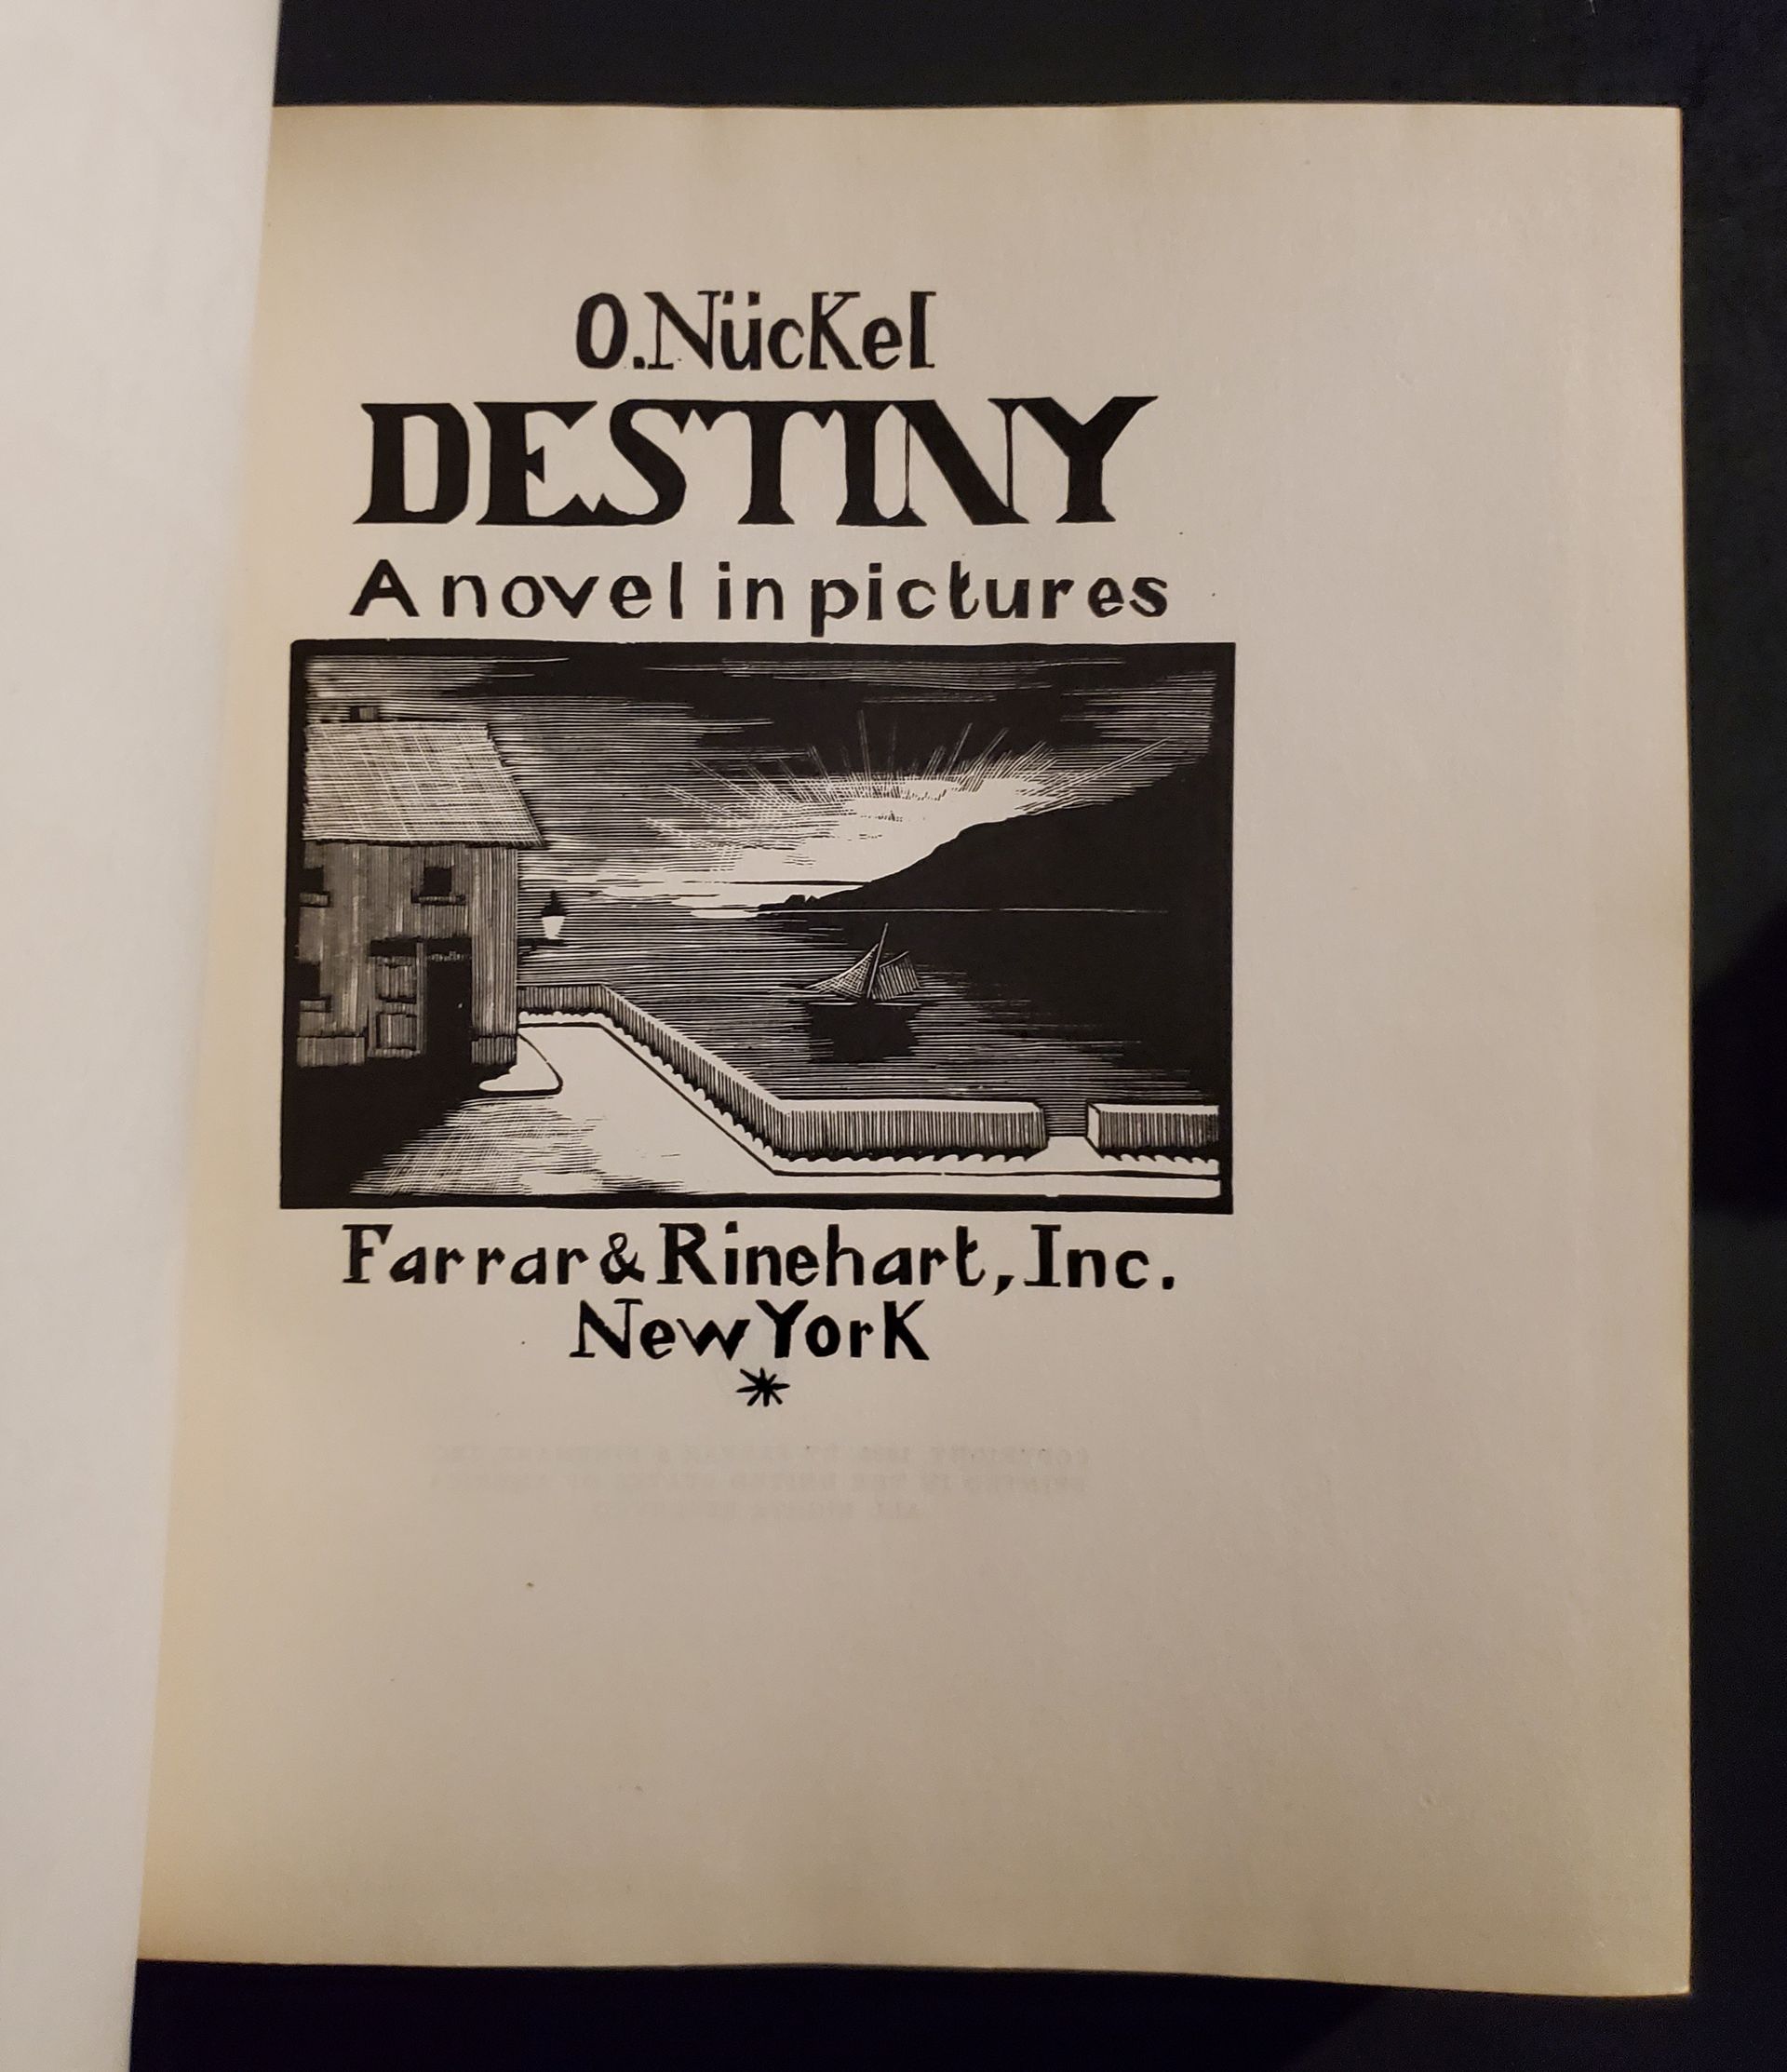 O. Nückel
DESTINY
A novel in pictures
Farrar & Rinehart, Inc.
New York
*